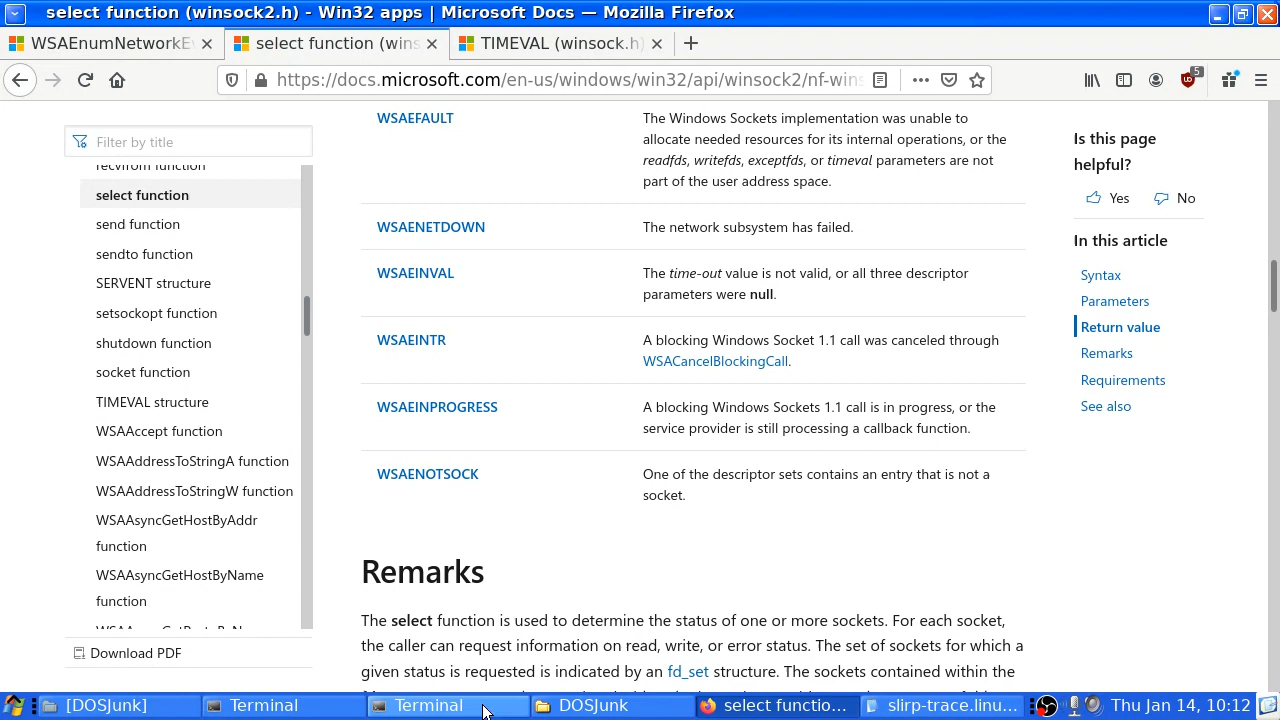 select function (winsock2.h) - Win32 apps | Microsoft Docs — Mozilla Firefox
WSAEnumNetworkEv
select function (wins
TIMEVAL (winsock.h)
https://docs.microsoft.com/en-us/windows/win32/api/winsock2/nf-wins
5
Filter by title
recvfrom function
select function
send function
sendto function
SERVENT structure
setsockopt function
shutdown function
socket function
TIMEVAL structure
WSAAccept function
WSAAddressToStringA function
WSAAddressToStringW function
WSAAsyncGetHostByAddr
function
WSAAsyncGetHostByName
function
Download PDF
WSAEFAULT
The Windows Sockets implementation was unable to
allocate needed resources for its internal operations, or the
readfds, writefds, exceptfds, or timeval parameters are not
part of the user address space.
WSAENETDOWN
The network subsystem has failed.
WSAEINVAL
The time-out value is not valid, or all three descriptor
parameters were null.
WSAEINTR
A blocking Windows Socket 1.1 call was canceled through
WSACancelBlockingCall.
WSAEINPROGRESS
A blocking Windows Sockets 1.1 call is in progress, or the
service provider is still processing a callback function.
WSAENOTSOCK
One of the descriptor sets contains an entry that is not a
socket.
Remarks
The select function is used to determine the status of one or more sockets. For each socket,
the caller can request information on read, write, or error status. The set of sockets for which a
given status is requested is indicated by an fd_set structure. The sockets contained within the
Is this page
helpful?
Yes
No
In this article
Syntax
Parameters
Return value
Remarks
Requirements
See also
[DOSJunk]
Terminal
Terminal
DOSJunk
select functio...
slirp-trace.linu...
Thu Jan 14, 10:12